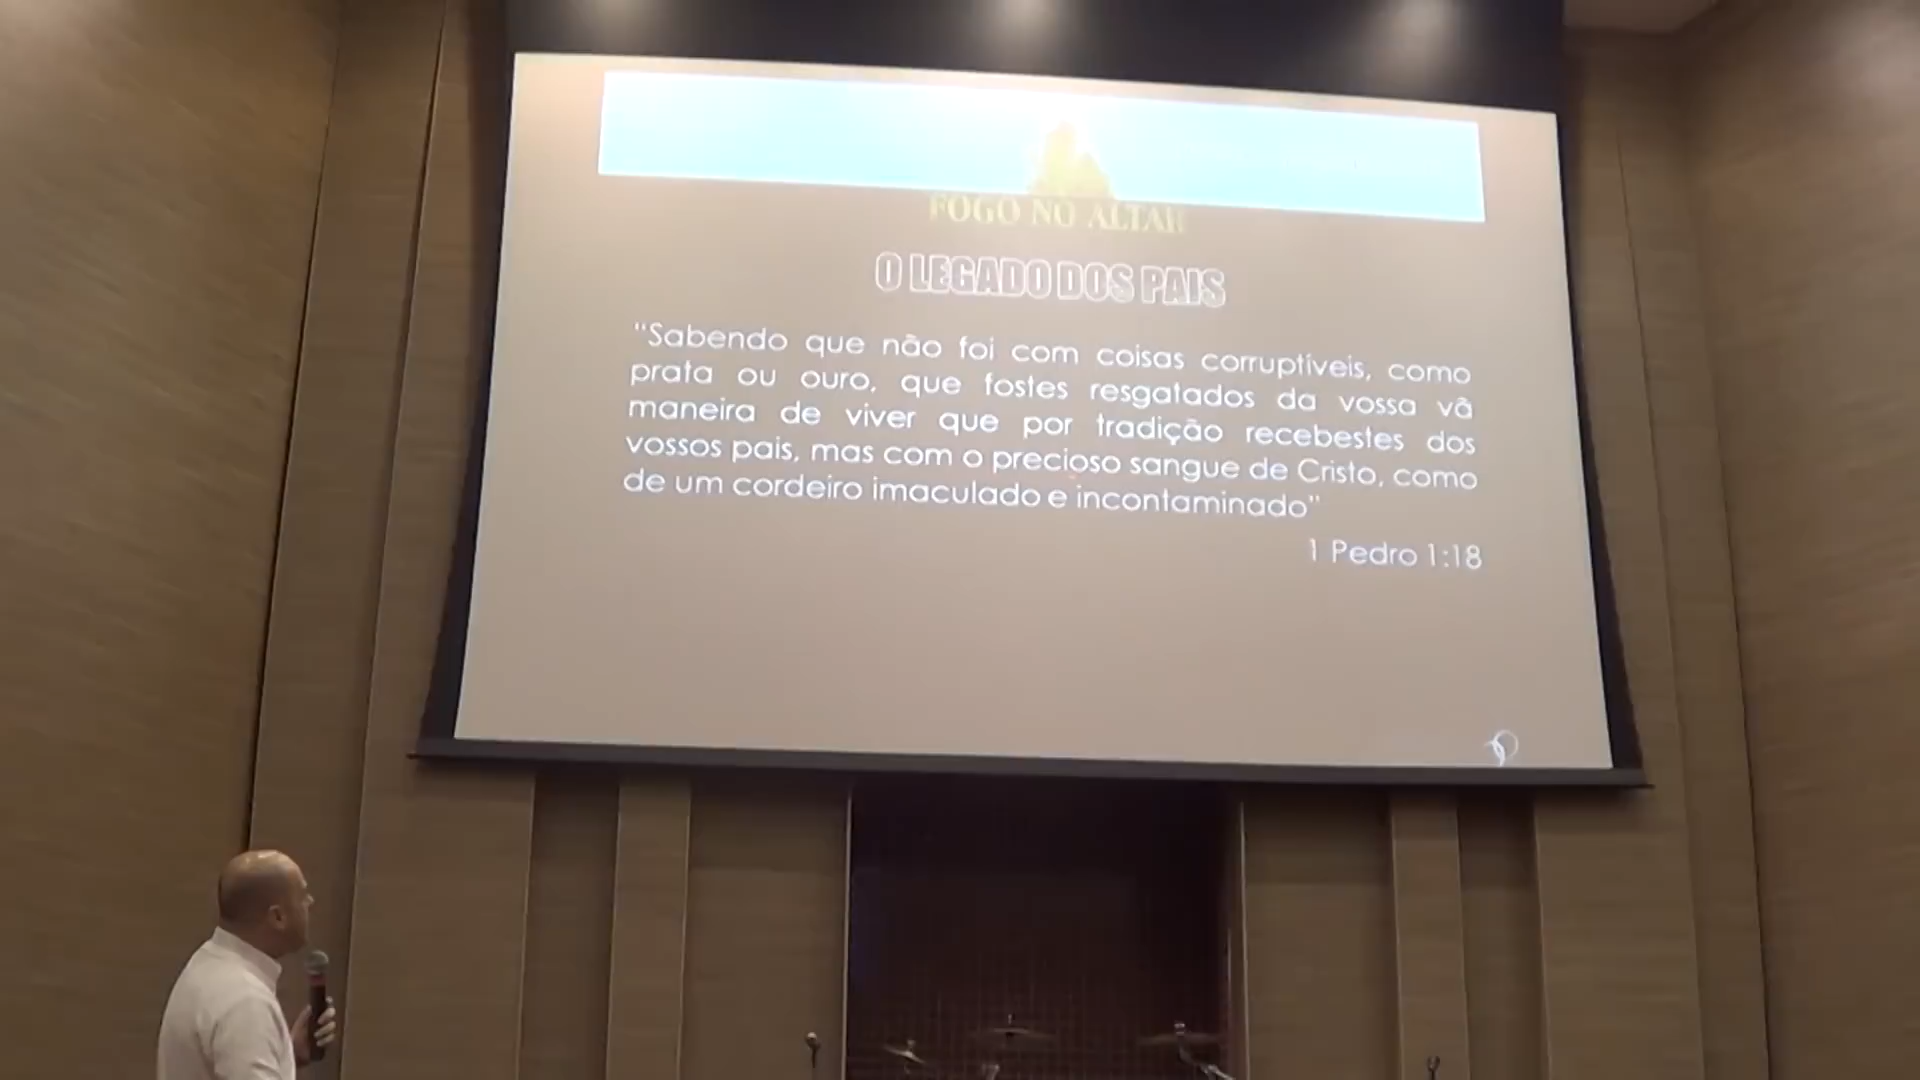 FOGO NO ALTAR
O LEGADO DOS PAIS
“Sabendo que não foi com coisas corruptíveis, como
prata ou ouro, que fostes resgatados da vossa vã
maneira de viver que por tradição recebestes dos
vossos pais, mas com o precioso sangue de Cristo, como
de um cordeiro imaculado e incontaminado”
1 Pedro 1:18